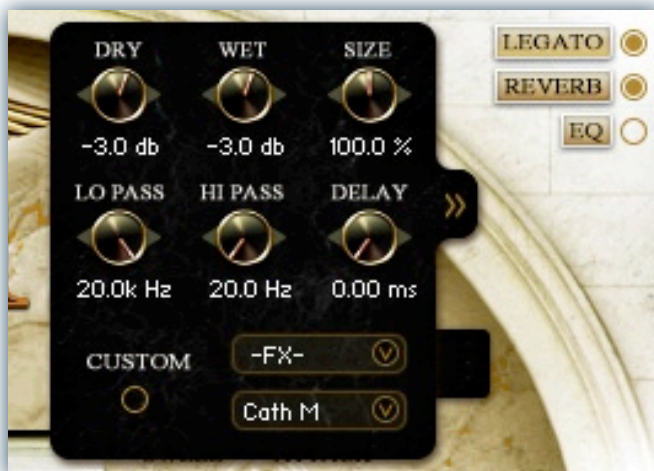 DRY WET SIZE
-3.0 db -3.0 db 100.0 %
LO PASS HI PASS DELAY
20.0k Hz 20.0 Hz 0.00 ms
CUSTOM
-FX-
Cath M
LEGATO
REVERB
EQ